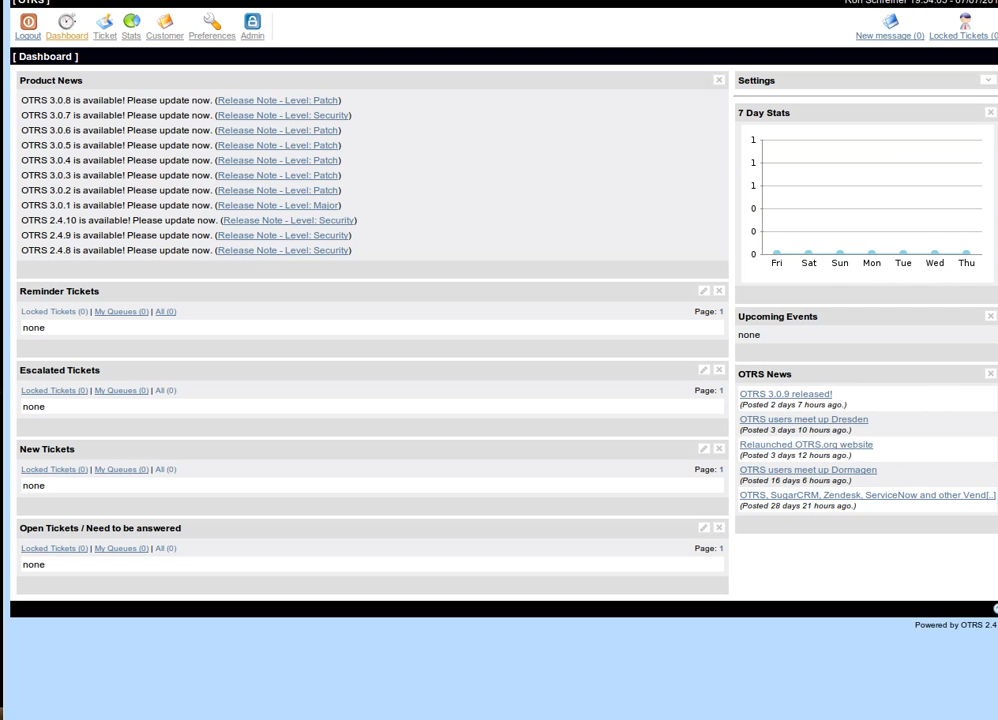 [ OTRS ]
Logout Dashboard Ticket Stats Customer Preferences Admin
New message (0) Locked Tickets (0
[ Dashboard ]
Product News
OTRS 3.0.8 is available! Please update now. (Release Note - Level: Patch)
OTRS 3.0.7 is available! Please update now. (Release Note - Level: Security)
OTRS 3.0.6 is available! Please update now. (Release Note - Level: Patch)
OTRS 3.0.5 is available! Please update now. (Release Note - Level: Patch)
OTRS 3.0.4 is available! Please update now. (Release Note - Level: Patch)
OTRS 3.0.3 is available! Please update now. (Release Note - Level: Patch)
OTRS 3.0.2 is available! Please update now. (Release Note - Level: Patch)
OTRS 3.0.1 is available! Please update now. (Release Note - Level: Major)
OTRS 2.4.10 is available! Please update now. (Release Note - Level: Security)
OTRS 2.4.9 is available! Please update now. (Release Note - Level: Security)
OTRS 2.4.8 is available! Please update now. (Release Note - Level: Security)
Reminder Tickets
Locked Tickets (0) | My Queues (0) | All (0)
Page: 1
none
Escalated Tickets
Locked Tickets (0) | My Queues (0) | All (0)
Page: 1
none
New Tickets
Locked Tickets (0) | My Queues (0) | All (0)
Page: 1
none
Open Tickets / Need to be answered
Locked Tickets (0) | My Queues (0) | All (0)
Page: 1
none
Settings
7 Day Stats
1
1
1
0
0
0
Fri Sat Sun Mon Tue Wed Thu
Upcoming Events
none
OTRS News
OTRS 3.0.9 released!
(Posted 2 days 7 hours ago.)
OTRS users meet up Dresden
(Posted 3 days 10 hours ago.)
Relaunched OTRS.org website
(Posted 3 days 12 hours ago.)
OTRS users meet up Dormagen
(Posted 16 days 6 hours ago.)
OTRS, SugarCRM, Zendesk, ServiceNow and other Vend[..]
(Posted 28 days 21 hours ago.)
Powered by OTRS 2.4